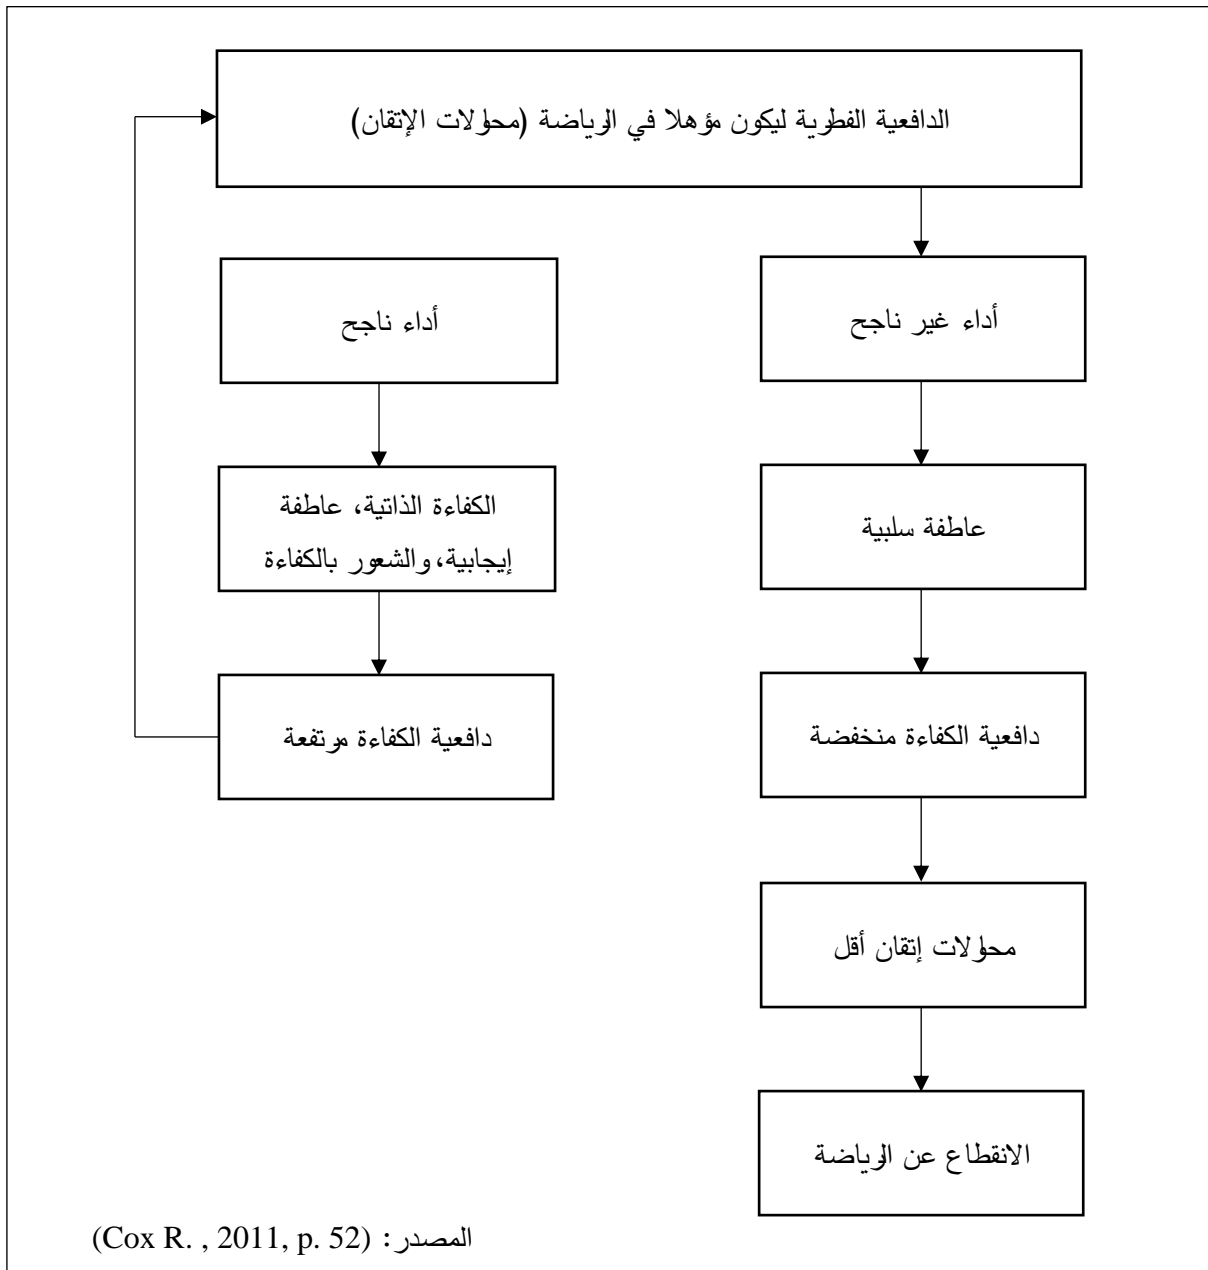 الدافعية الفطرية ليكون مؤهلا في الرياضة (محاولات الإتقان)
أداء غير ناجح
أداء ناجح
عاطفة سلبية
الكفاءة الذاتية، عاطفة
إيجابية، والشعور بالكفاءة
دافعية الكفاءة منخفضة
دافعية الكفاءة مرتفعة
محاولات إتقان أقل
الانقطاع عن الرياضة
المصدر: (Cox R. , 2011, p. 52)